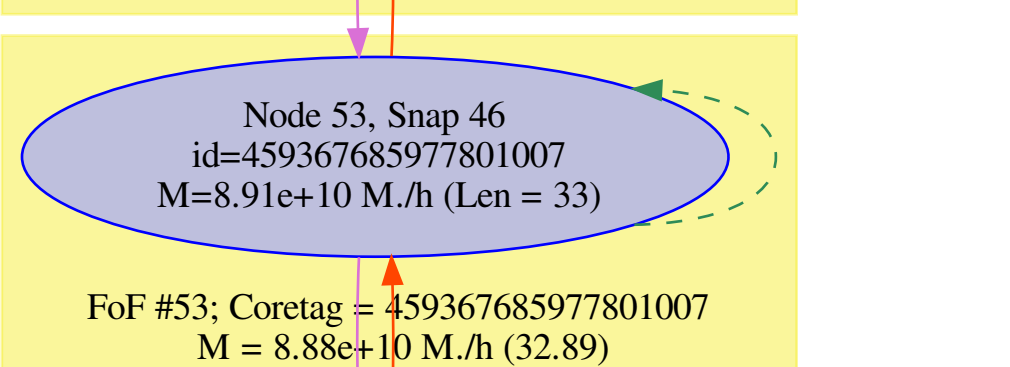 Node 53, Snap 46
id=459367685977801007
M=8.91e+10 M./h (Len = 33)
FoF #53; Coretag = 459367685977801007
M = 8.88e+10 M./h (32.89)